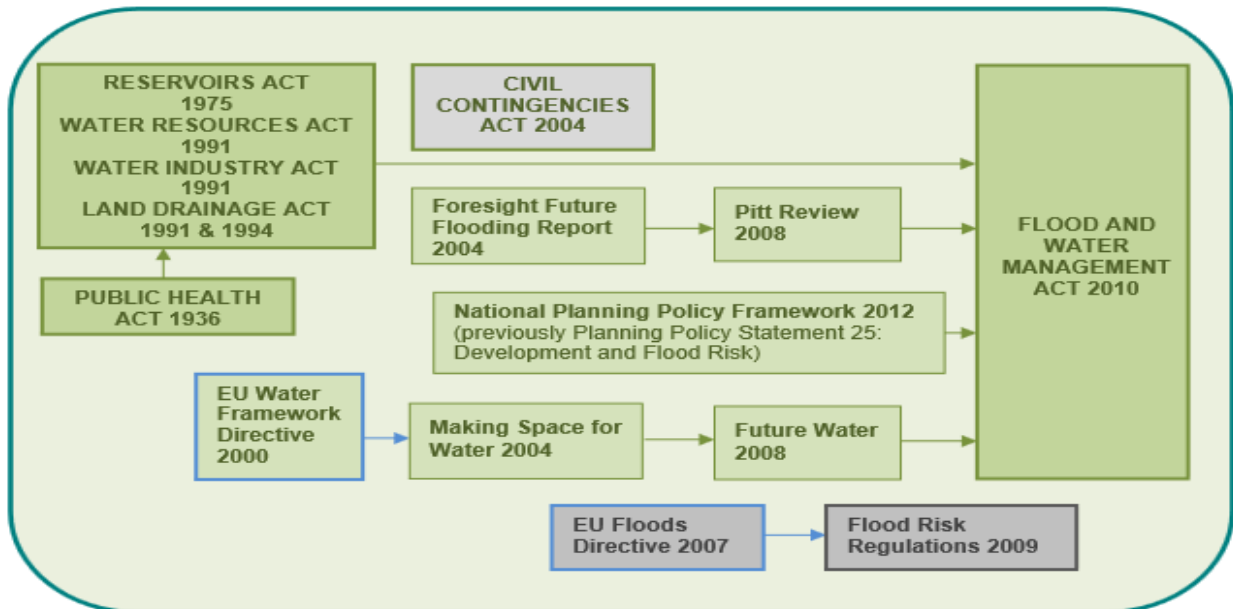 RESERVOIRS ACT
1975
WATER RESOURCES ACT
1991
WATER INDUSTRY ACT
1991
LAND DRAINAGE ACT
1991 & 1994
PUBLIC HEALTH
ACT 1936
CIVIL
CONTINGENCIES
ACT 2004
Foresight Future
Flooding Report
2004
Pitt Review
2008
National Planning Policy Framework 2012
(previously Planning Policy Statement 25:
Development and Flood Risk)
EU Water
Framework
Directive
2000
Making Space for
Water 2004
Future Water
2008
FLOOD AND
WATER
MANAGEMENT
ACT 2010
EU Floods
Directive 2007
Flood Risk
Regulations 2009